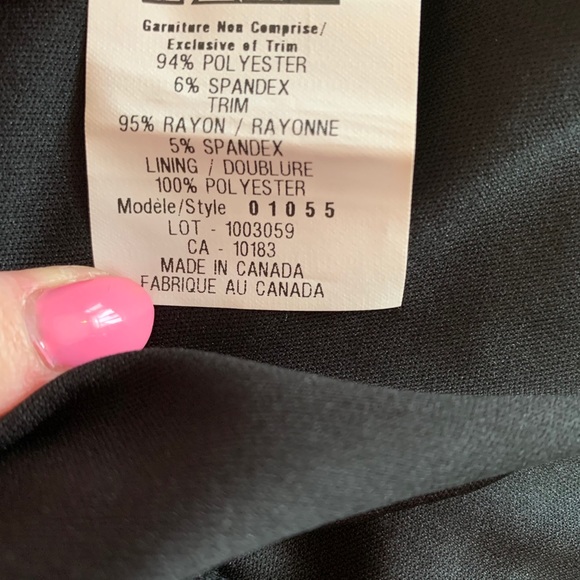 Garniture Non Comprise/
Exclusive of Trim
94% POLYESTER
6% SPANDEX
TRIM
95% RAYON / RAYONNE
5% SPANDEX
LINING / DOUBLURE
100% POLYESTER
Modèle/Style 01055
LOT - 1003059
CA - 10183
MADE IN CANADA
FABRIQUE AU CANADA